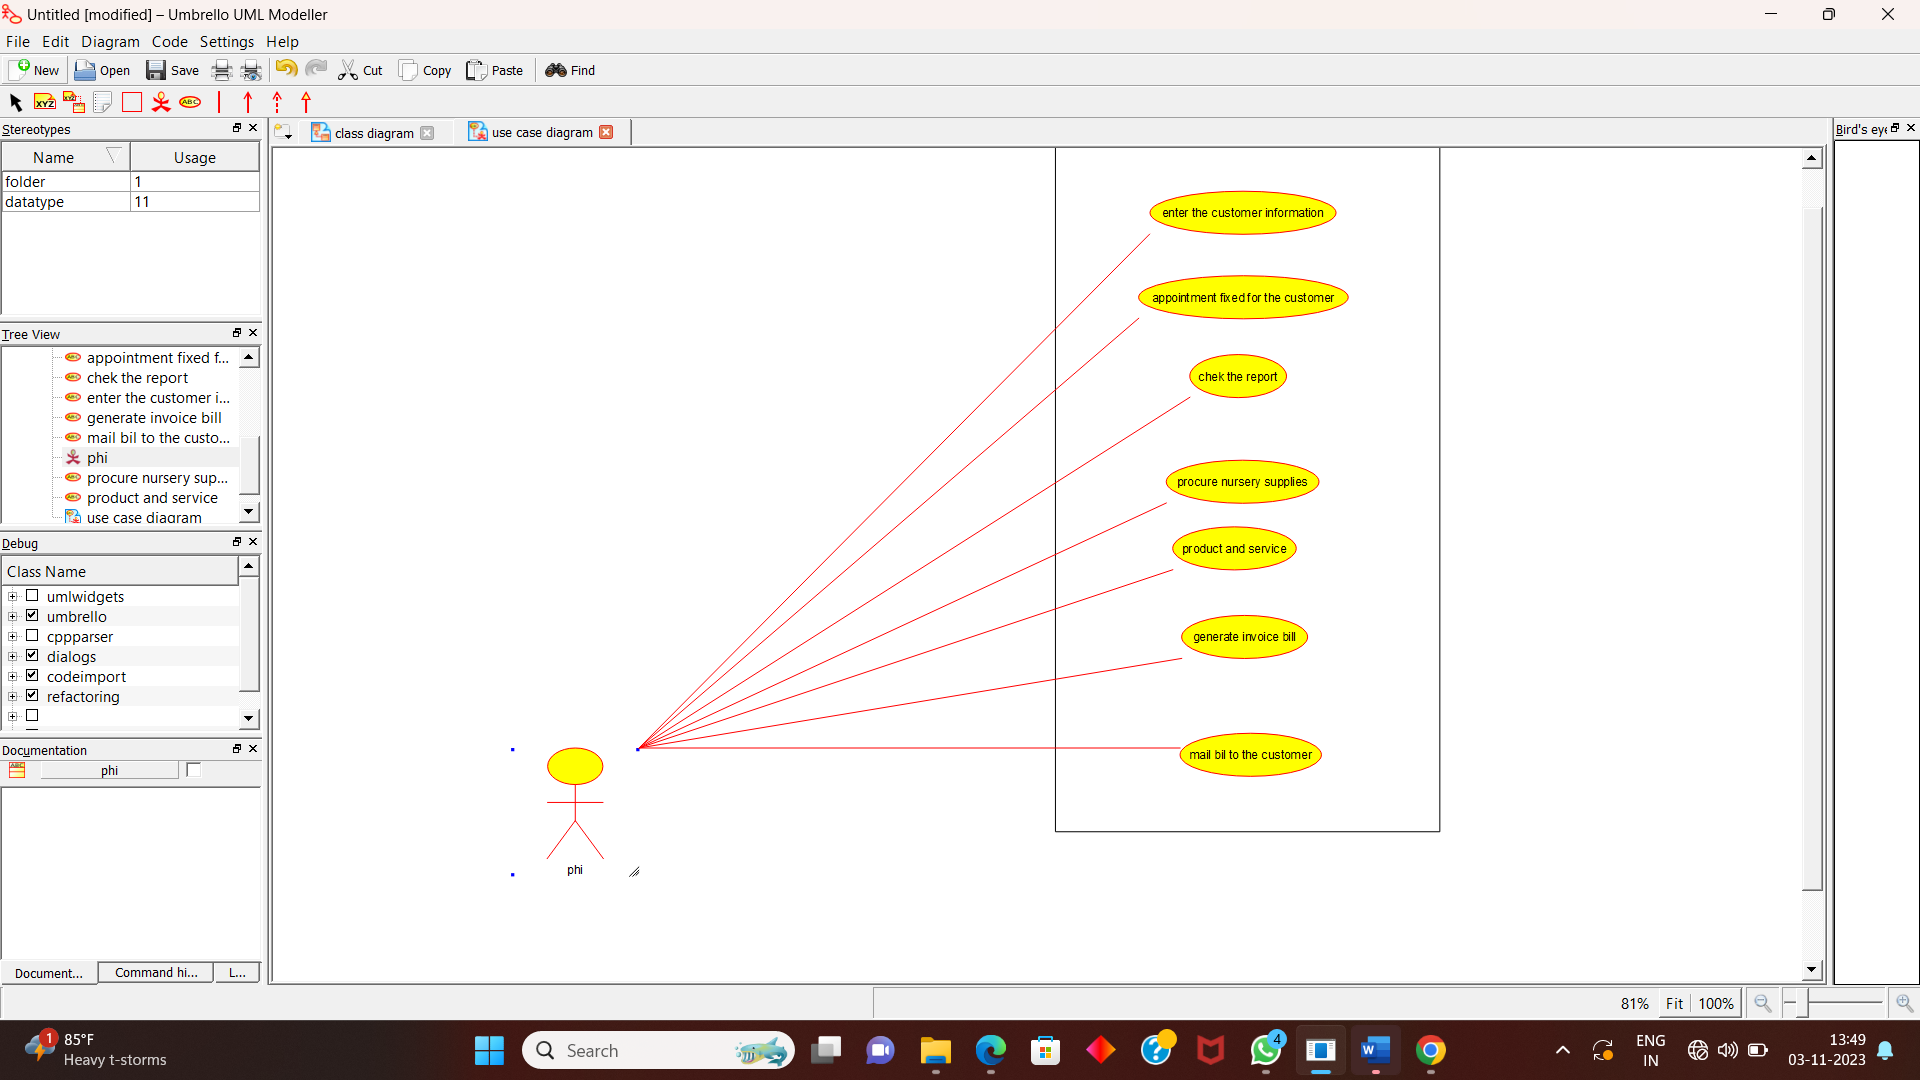 Untitled [modified] – Umbrello UML Modeller
File Edit Diagram Code Settings Help
New Open Save Cut Copy Paste Find
XYZ XYZ ABC
Stereotypes
class diagram use case diagram
Bird's eye
Name Usage
folder 1
datatype 11
Tree View
appointment fixed f...
chek the report
enter the customer i...
generate invoice bill
mail bil to the custo...
phi
procure nursery sup...
product and service
use case diagram
Debug
Class Name
umlwidgets
umbrello
cppparser
dialogs
codeimport
refactoring
Documentation
phi
Document... Command hi... L...
enter the customer information
appointment fixed for the customer
chek the report
procure nursery supplies
product and service
generate invoice bill
mail bil to the customer
phi
81% Fit 100%
1 85°F
Heavy t-storms
Search
4
ENG
IN
13:49
03-11-2023